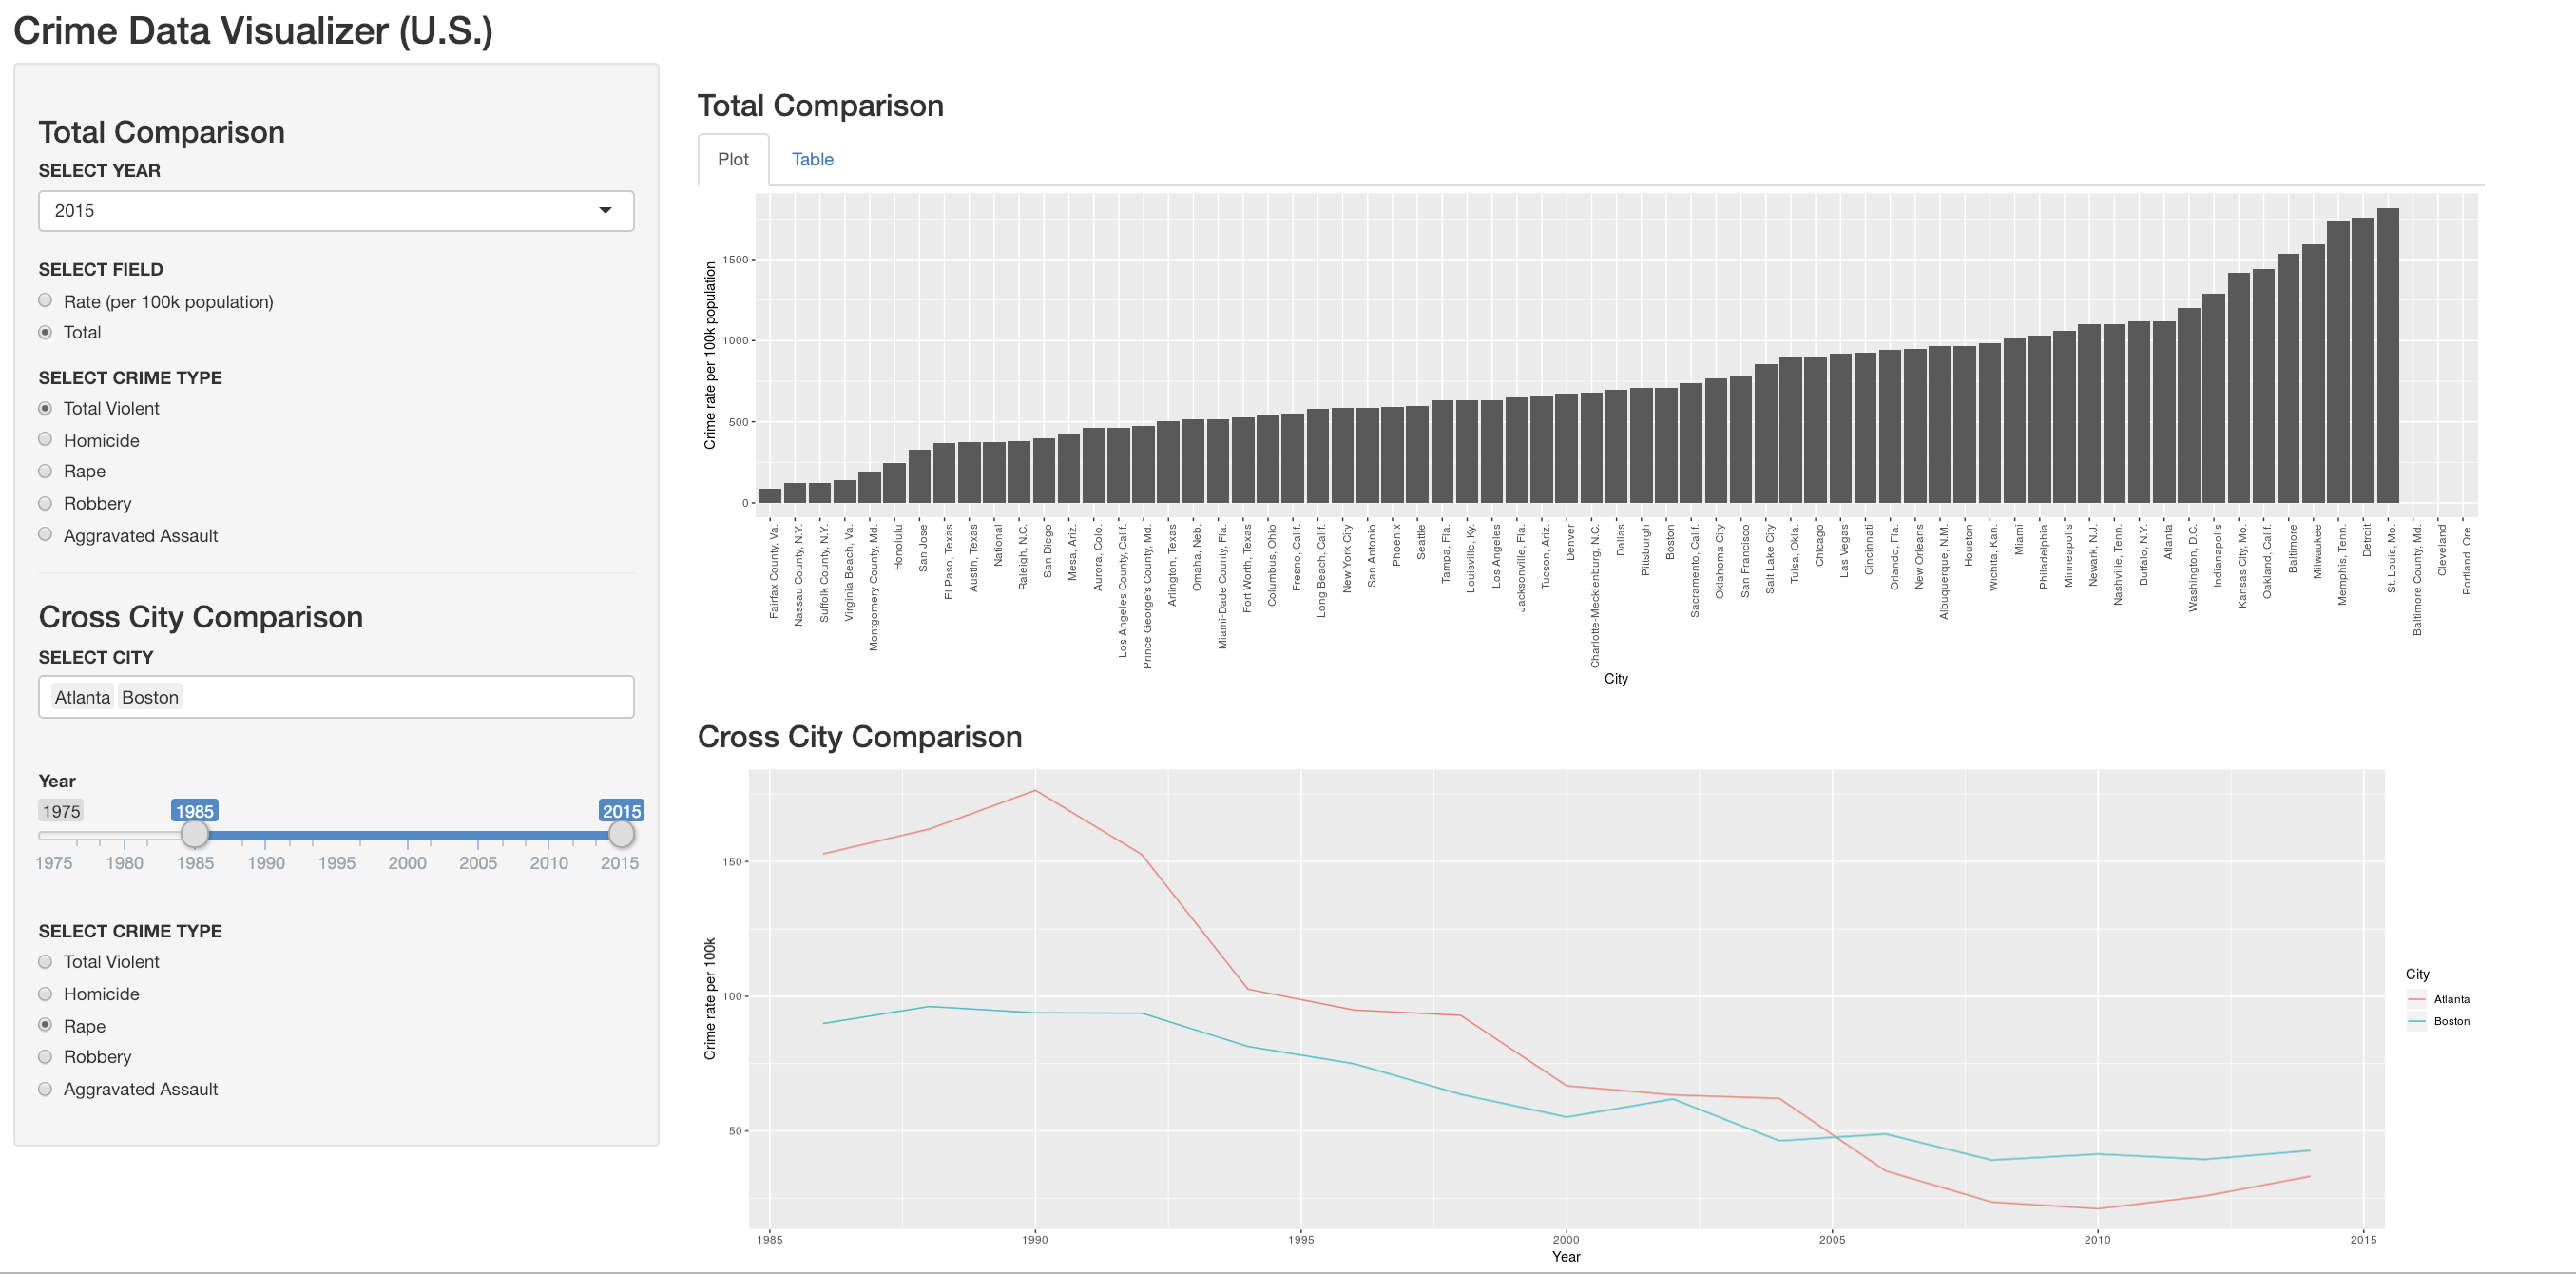 Crime Data Visualizer (U.S.)
Total Comparison
SELECT YEAR
2015
SELECT FIELD
Rate (per 100k population)
Total
SELECT CRIME TYPE
Total Violent
Homicide
Rape
Robbery
Aggravated Assault
Cross City Comparison
SELECT CITY
Atlanta Boston
Year
1975 1985 2015
1975 1980 1985 1990 1995 2000 2005 2010 2015
SELECT CRIME TYPE
Total Violent
Homicide
Rape
Robbery
Aggravated Assault
Total Comparison
Plot Table
Crime rate per 100k population
1500
1000
500
0
Fairfax County, Va.
Nassau County, N.Y.
Suffolk County, N.Y.
Virginia Beach, Va.
Montgomery County, Md.
Honolulu
San Jose
El Paso, Texas
Austin, Texas
National
Raleigh, N.C.
San Diego
Mesa, Ariz.
Aurora, Colo.
Los Angeles County, Calif.
Prince George's County, Md.
Arlington, Texas
Omaha, Neb.
Miami-Dade County, Fla.
Fort Worth, Texas
Columbus, Ohio
Fresno, Calif.
Long Beach, Calif.
New York City
San Antonio
Phoenix
Seattle
Tampa, Fla.
Louisville, Ky.
Los Angeles
Jacksonville, Fla.
Tucson, Ariz.
Denver
Charlotte-Mecklenburg, N.C.
Dallas
Pittsburgh
Boston
Sacramento, Calif.
Oklahoma City
San Francisco
Salt Lake City
Tulsa, Okla.
Chicago
Las Vegas
Cincinnati
Orlando, Fla.
New Orleans
Albuquerque, N.M.
Houston
Wichita, Kan.
Miami
Philadelphia
Minneapolis
Newark, N.J.
Nashville, Tenn.
Buffalo, N.Y.
Atlanta
Washington, D.C.
Indianapolis
Kansas City, Mo.
Oakland, Calif.
Baltimore
Milwaukee
Memphis, Tenn.
Detroit
St. Louis, Mo.
Baltimore County, Md.
Cleveland
Portland, Ore.
City
Cross City Comparison
Crime rate per 100k
150
100
50
1985 1990 1995 2000 2005 2010 2015
Year
City
Atlanta
Boston